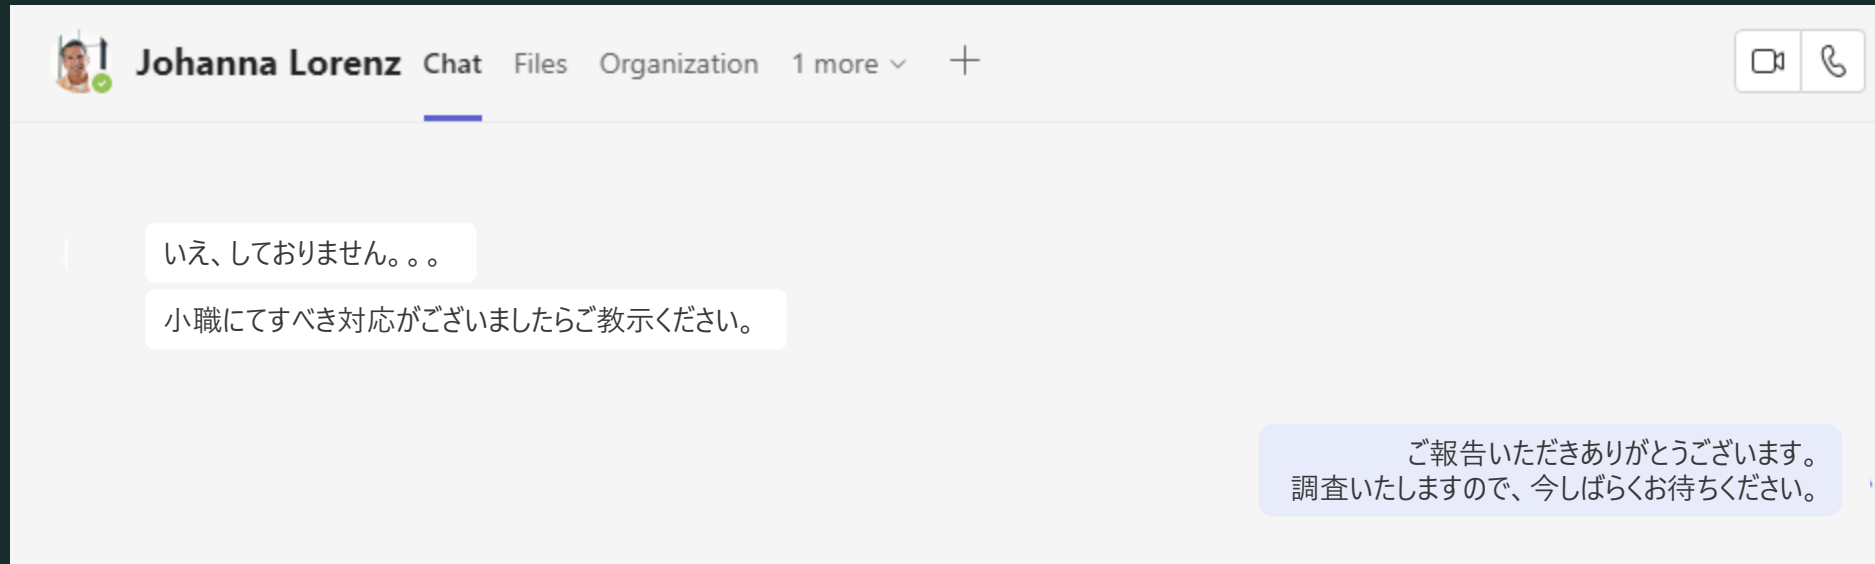 Johanna Lorenz Chat Files Organization 1 more
いえ、しておりません。。。
小職にてすべき対応がございましたらご教示ください。
ご報告いただきありがとうございます。
調査いたしますので、今しばらくお待ちください。